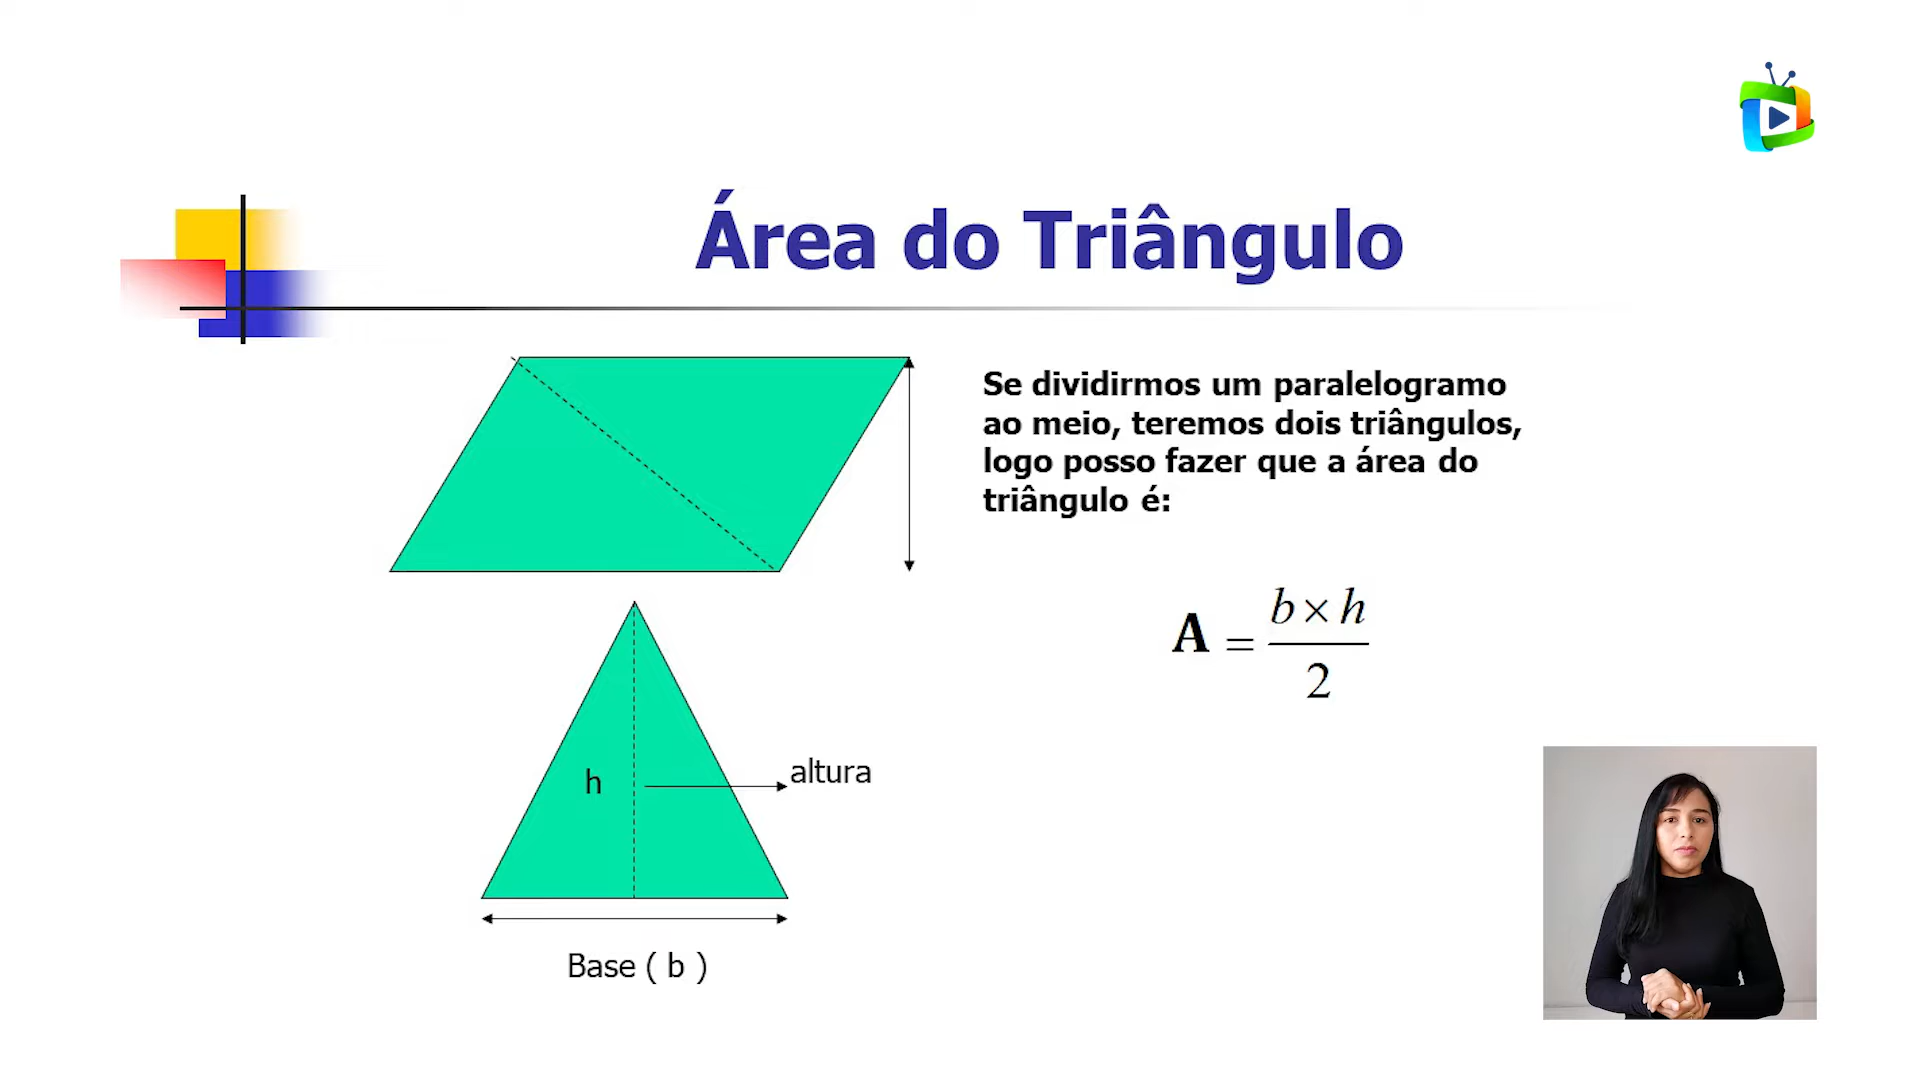 Área do Triângulo
Se dividirmos um paralelogramo
ao meio, teremos dois triângulos,
logo posso fazer que a área do
triângulo é:
A = b × h / 2
h
altura
Base ( b )